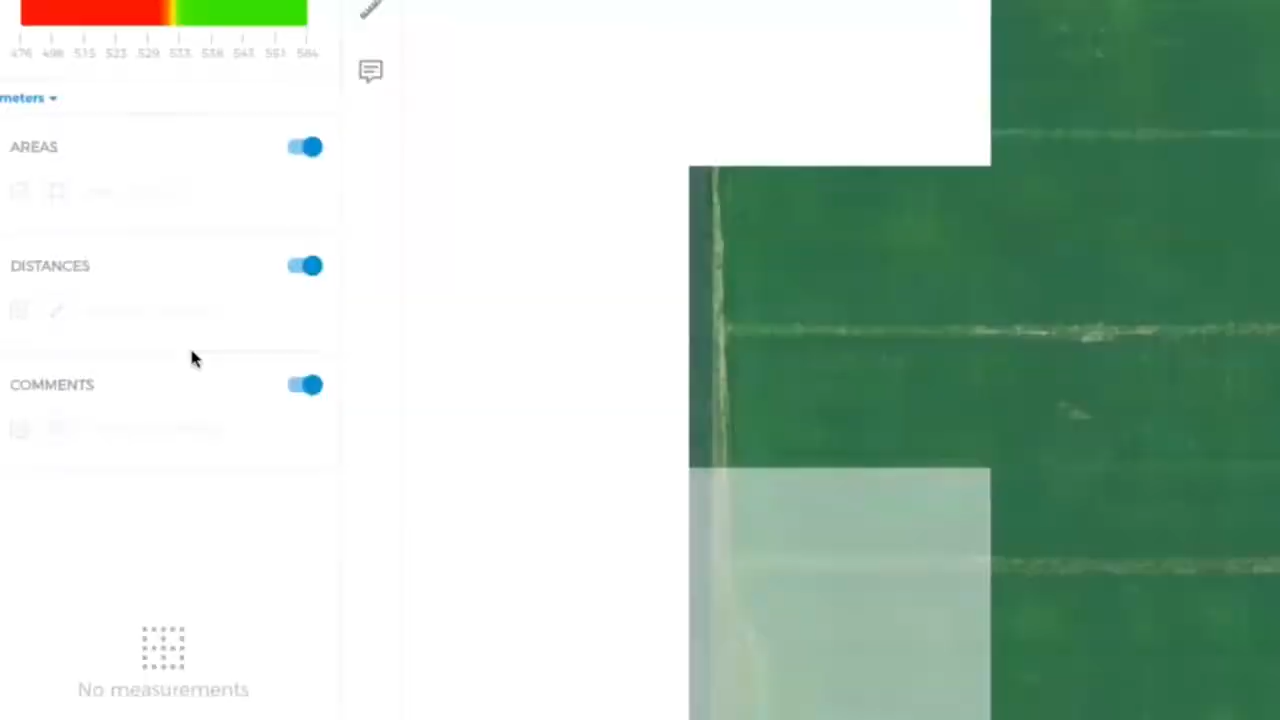 476 498 515 523 529 533 538 543 551 564
meters
AREAS
DISTANCES
COMMENTS
No measurements